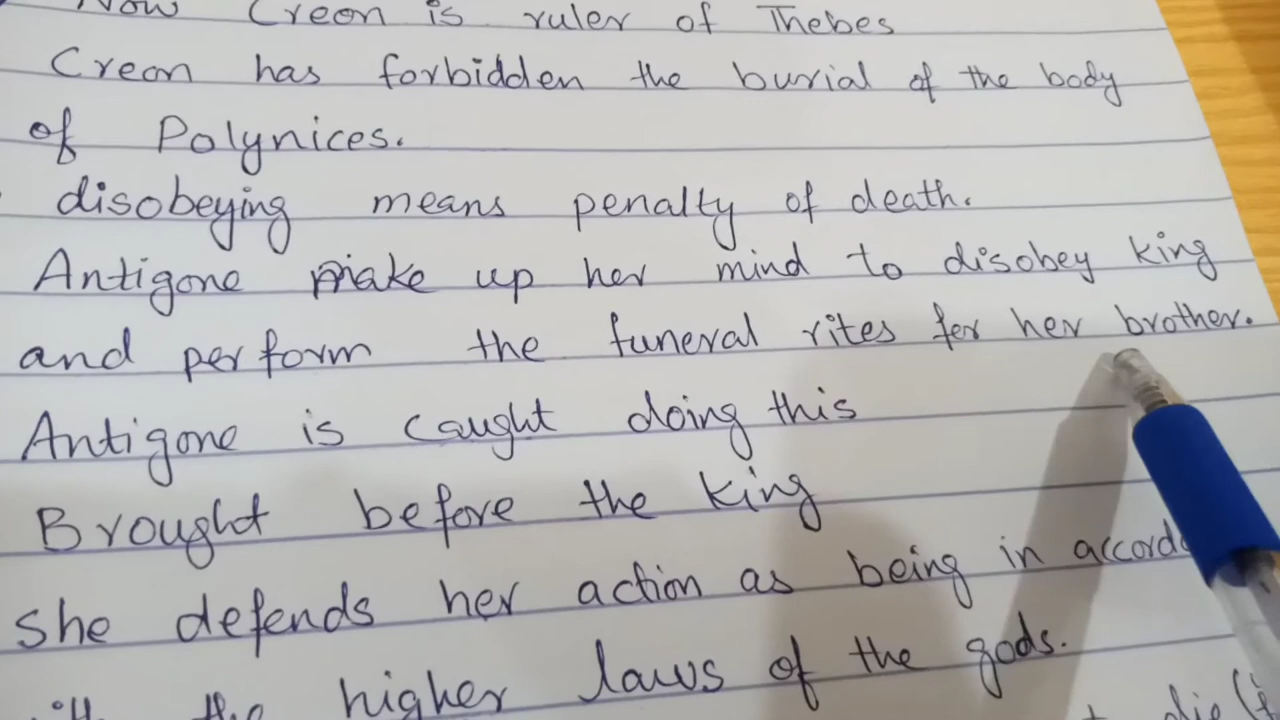 Now Creon is ruler of Thebes
Creon has forbidden the burial of the body
of Polynices.
disobeying means penalty of death.
Antigone make up her mind to disobey king
and perform the funeral rites for her brother.
Antigone is caught doing this
Brought before the king
she defends her action as being in
the higher laws of the gods.